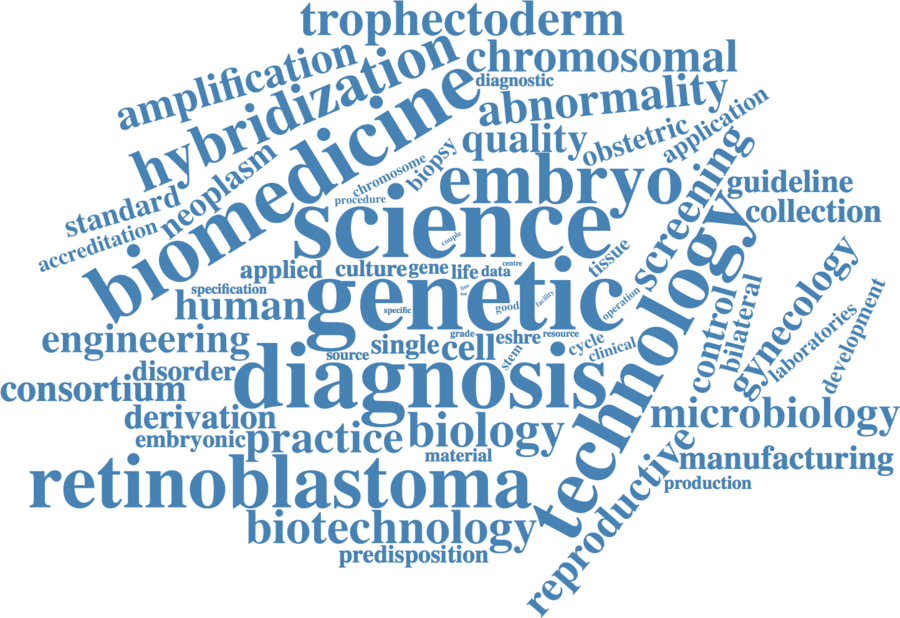 trophectoderm
amplification
hybridization
chromosomal
diagnostic
biomedicine
abnormality
application
quality
obstetric
chromosome
biopsy
procedure
neoplasm
standard
accreditation
embryo
screening
guideline
collection
science
couple
tissue
technology
applied
culture
gene
life
data
centre
specification
human
genetic
line
test
specific
good
facility
operation
control
bilateral
gynecology
laboratories
development
engineering
source
single
cell
grade
eshre
resource
stem
cycle
clinical
disorder
consortium
diagnosis
derivation
embryonic
practice
biology
material
microbiology
retinoblastoma
reproductive
manufacturing
production
biotechnology
predisposition